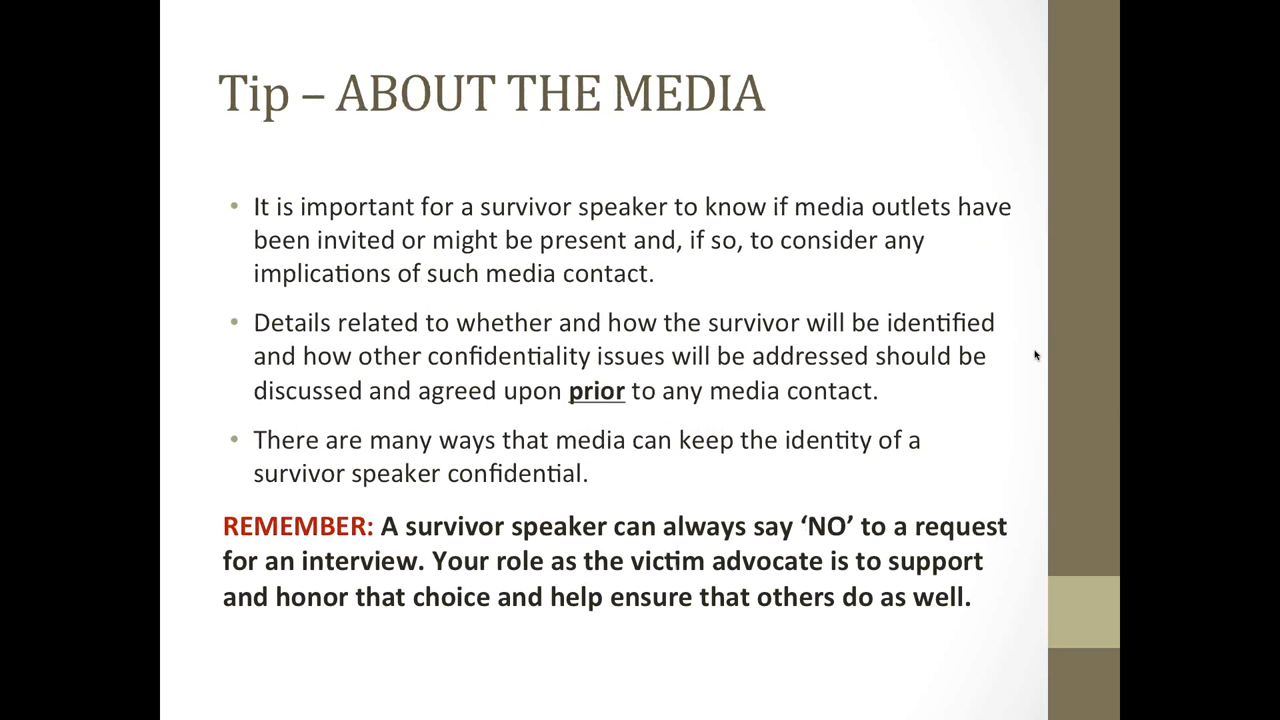 Tip – ABOUT THE MEDIA
• It is important for a survivor speaker to know if media outlets have
been invited or might be present and, if so, to consider any
implications of such media contact.
• Details related to whether and how the survivor will be identified
and how other confidentiality issues will be addressed should be
discussed and agreed upon prior to any media contact.
• There are many ways that media can keep the identity of a
survivor speaker confidential.
REMEMBER: A survivor speaker can always say ‘NO’ to a request
for an interview. Your role as the victim advocate is to support
and honor that choice and help ensure that others do as well.